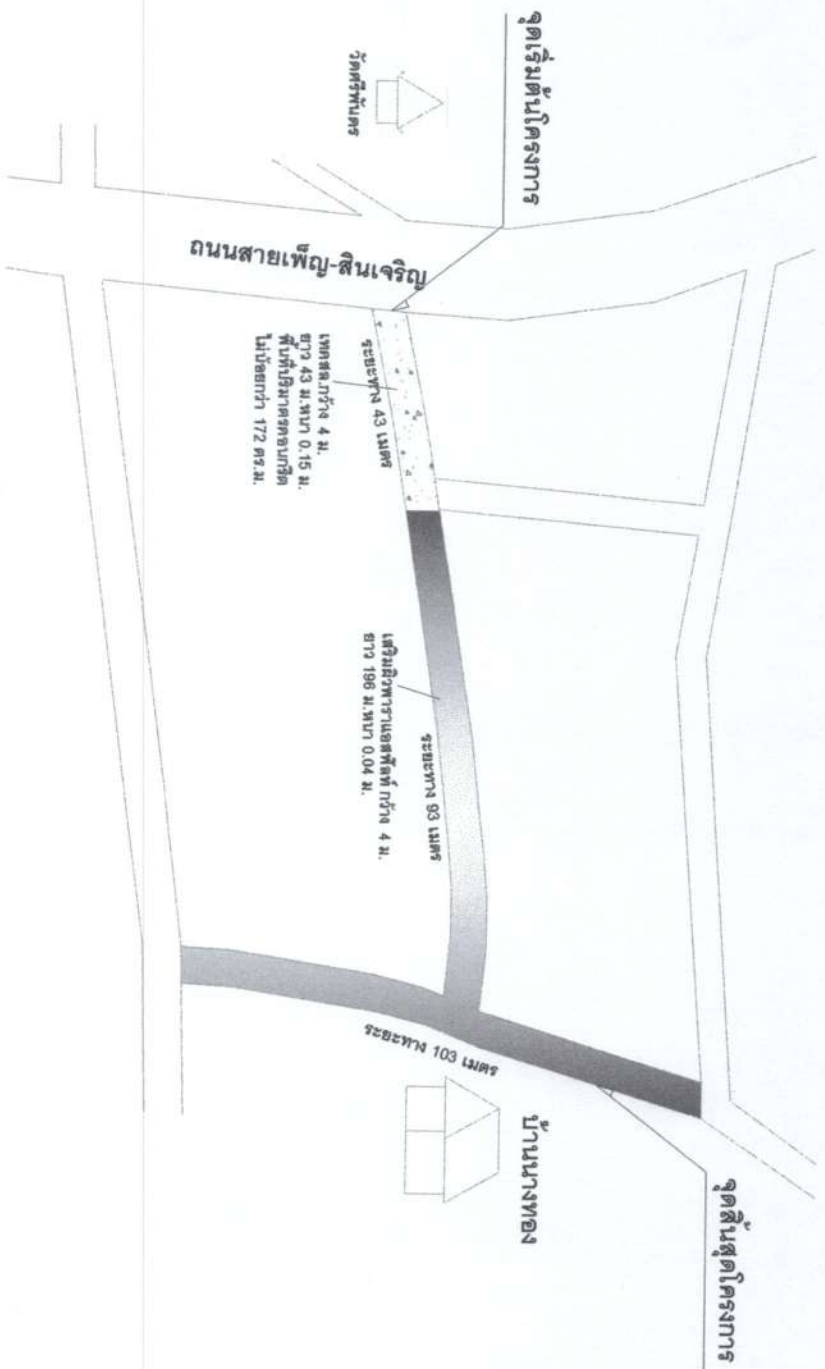 จุดเริ่มต้นโครงการ
วัดศรีพันตร
ถนนสายเพ็ญ-สินเจริญ
ระยะทาง 43 เมตร
เทคสล.กว้าง 4 ม.
ยาว 43 ม.หนา 0.15 ม.
พื้นที่ปริมาตรคอนกรีต
ไม่น้อยกว่า 172 ตร.ม.
ระยะทาง 93 เมตร
เสริมผิวพาราแอสฟัลท์ กว้าง 4 ม.
ยาว 196 ม.หนา 0.04 ม.
ระยะทาง 103 เมตร
บ้านนางทอง
จุดสิ้นสุดโครงการ